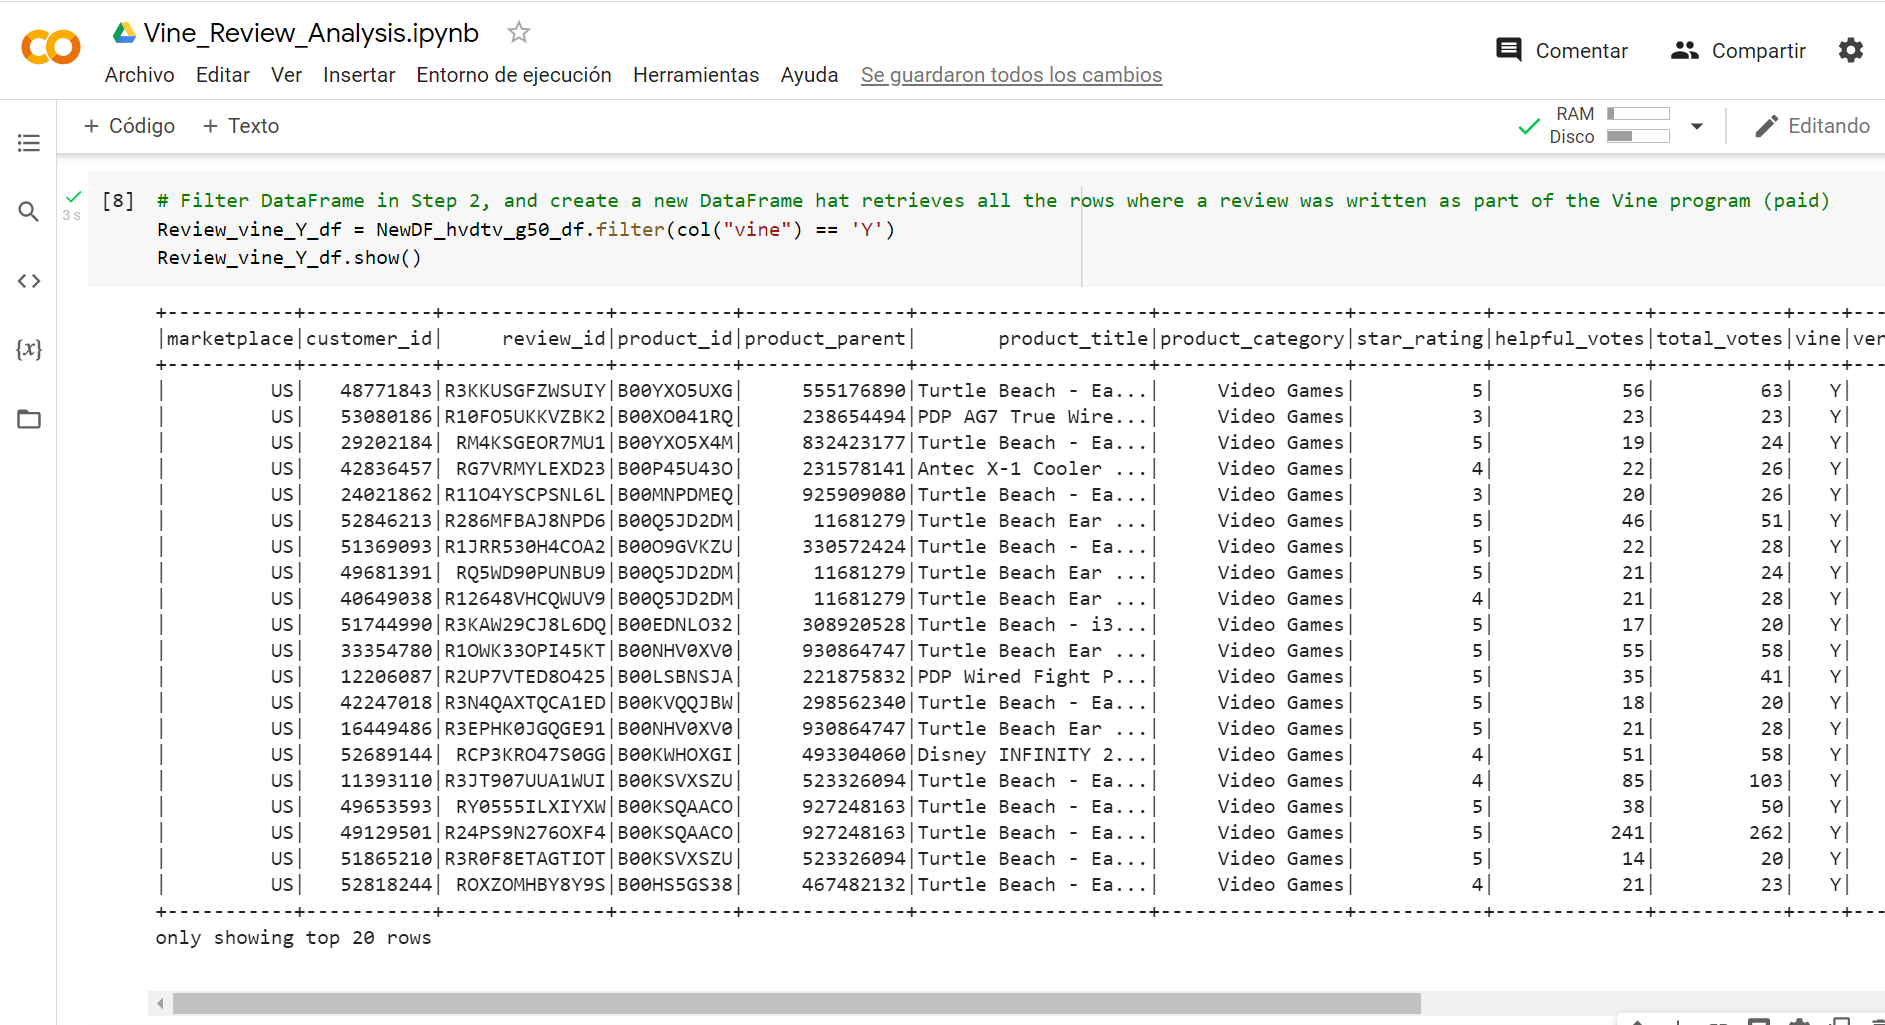 Vine_Review_Analysis.ipynb
Comentar
Compartir
Archivo Editar Ver Insertar Entorno de ejecución Herramientas Ayuda Se guardaron todos los cambios
+ Código + Texto
RAM
Disco
Editando
3 s
[8] # Filter DataFrame in Step 2, and create a new DataFrame hat retrieves all the rows where a review was written as part of the Vine program (paid)
Review_vine_Y_df = NewDF_hvdtv_g50_df.filter(col("vine") == 'Y')
Review_vine_Y_df.show()
+-----------+-----------+--------------+----------+--------------+--------------------+----------------+-----------+-------------+-----------+----+---
|marketplace|customer_id|     review_id|product_id|product_parent|       product_title|product_category|star_rating|helpful_votes|total_votes|vine|ver
+-----------+-----------+--------------+----------+--------------+--------------------+----------------+-----------+-------------+-----------+----+---
|         US|   48771843|R3KKUSGFZWSUIY|B00YXO5UXG|     555176890|Turtle Beach - Ea...|     Video Games|          5|           56|         63|   Y|
|         US|   53080186|R10FO5UKKVZBK2|B00XO041RQ|     238654494|PDP AG7 True Wire...|     Video Games|          3|           23|         23|   Y|
|         US|   29202184| RM4KSGEOR7MU1|B00YXO5X4M|     832423177|Turtle Beach - Ea...|     Video Games|          5|           19|         24|   Y|
|         US|   42836457| RG7VRMYLEXD23|B00P45U43O|     231578141|Antec X-1 Cooler ...|     Video Games|          4|           22|         26|   Y|
|         US|   24021862|R11O4YSCPSNL6L|B00MNPDMEQ|     925909080|Turtle Beach - Ea...|     Video Games|          3|           20|         26|   Y|
|         US|   52846213|R286MFBAJ8NPD6|B00Q5JD2DM|      11681279|Turtle Beach Ear ...|     Video Games|          5|           46|         51|   Y|
|         US|   51369093|R1JRR530H4COA2|B00O9GVKZU|     330572424|Turtle Beach - Ea...|     Video Games|          5|           22|         28|   Y|
|         US|   49681391| RQ5WD90PUNBU9|B00Q5JD2DM|      11681279|Turtle Beach Ear ...|     Video Games|          5|           21|         24|   Y|
|         US|   40649038|R12648VHCQWUV9|B00Q5JD2DM|      11681279|Turtle Beach Ear ...|     Video Games|          4|           21|         28|   Y|
|         US|   51744990|R3KAW29CJ8L6DQ|B00EDNLO32|     308920528|Turtle Beach - i3...|     Video Games|          5|           17|         20|   Y|
|         US|   33354780|R1OWK33OPI45KT|B00NHV0XV0|     930864747|Turtle Beach Ear ...|     Video Games|          5|           55|         58|   Y|
|         US|   12206087|R2UP7VTED8O425|B00LSBNSJA|     221875832|PDP Wired Fight P...|     Video Games|          5|           35|         41|   Y|
|         US|   42247018|R3N4QAXTQCA1ED|B00KVQQJBW|     298562340|Turtle Beach - Ea...|     Video Games|          5|           18|         20|   Y|
|         US|   16449486|R3EPHK0JGQGE91|B00NHV0XV0|     930864747|Turtle Beach Ear ...|     Video Games|          5|           21|         28|   Y|
|         US|   52689144| RCP3KRO47S0GG|B00KWHOXGI|     493304060|Disney INFINITY 2...|     Video Games|          4|           51|         58|   Y|
|         US|   11393110|R3JT907UUA1WUI|B00KSVXSZU|     523326094|Turtle Beach - Ea...|     Video Games|          4|           85|        103|   Y|
|         US|   49653593| RY0555ILXIYXW|B00KSQAACO|     927248163|Turtle Beach - Ea...|     Video Games|          5|           38|         50|   Y|
|         US|   49129501|R24PS9N276OXF4|B00KSQAACO|     927248163|Turtle Beach - Ea...|     Video Games|          5|          241|        262|   Y|
|         US|   51865210|R3R0F8ETAGTIOT|B00KSVXSZU|     523326094|Turtle Beach - Ea...|     Video Games|          5|           14|         20|   Y|
|         US|   52818244| ROXZOMHBY8Y9S|B00HS5GS38|     467482132|Turtle Beach - Ea...|     Video Games|          4|           21|         23|   Y|
+-----------+-----------+--------------+----------+--------------+--------------------+----------------+-----------+-------------+-----------+----+---
only showing top 20 rows